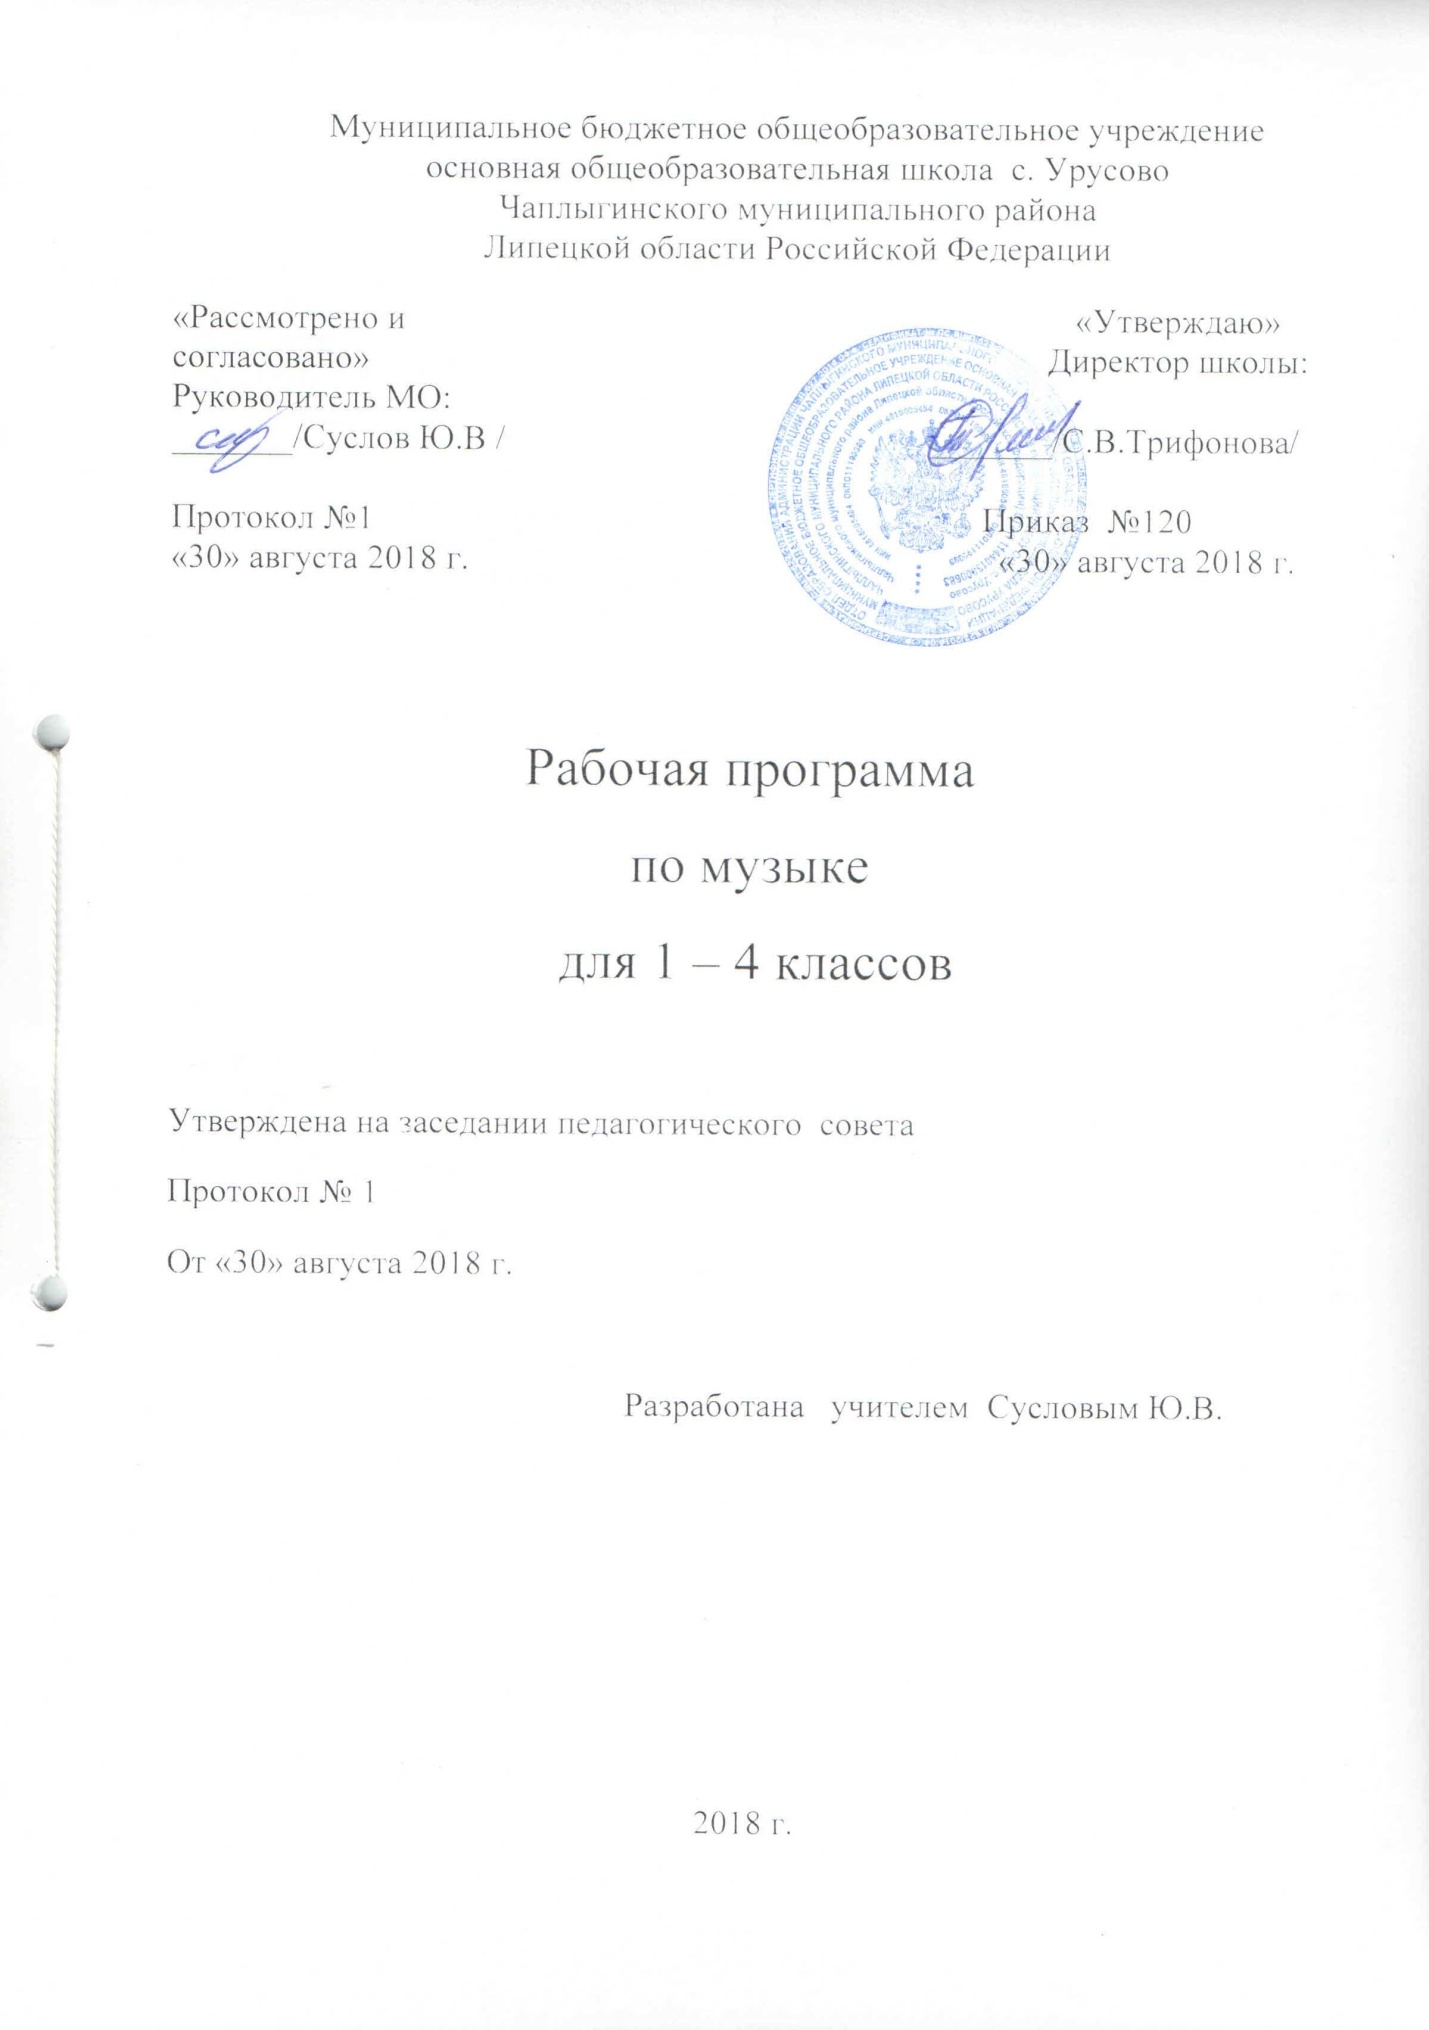 Муниципальное бюджетное общеобразовательное учреждение
основная общеобразовательная школа с. Урусово
Чаплыгинского муниципального района
Липецкой области Российской Федерации
«Рассмотрено и
согласовано»
Руководитель МО:
/Суслов Ю.В /
Протокол №1
«30» августа 2018 г.
«Утверждаю»
Директор школы:
/С.В.Трифонова/
Приказ №120
«30» августа 2018 г.
Рабочая программа
по музыке
для 1 – 4 классов
Утверждена на заседании педагогического совета
Протокол № 1
От «30» августа 2018 г.
Разработана учителем Сусловым Ю.В.
2018 г.